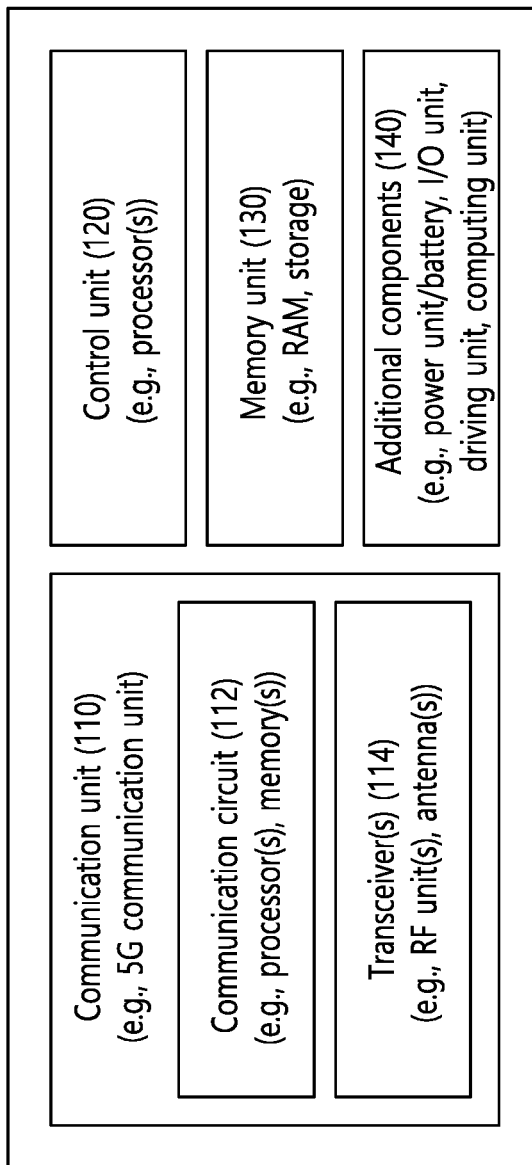 Communication unit (110)
(e.g., 5G communication unit)
Communication circuit (112)
(e.g., processor(s), memory(s))
Transceiver(s) (114)
(e.g., RF unit(s), antenna(s))
Control unit (120)
(e.g., processor(s))
Memory unit (130)
(e.g., RAM, storage)
Additional components (140)
(e.g., power unit/battery, I/O unit,
driving unit, computing unit)